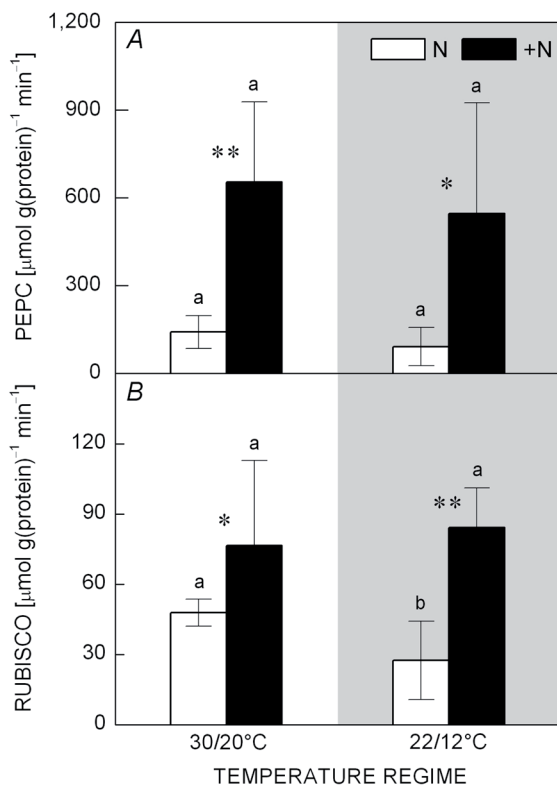 1,200
A
N +N
900
a a
**
*
600
300
a a
0
PEPC [μmol g(protein)⁻¹ min⁻¹]
B
120
a a
**
*
90
60
a
b
30
0
RUBISCO [μmol g(protein)⁻¹ min⁻¹]
30/20°C 22/12°C
TEMPERATURE REGIME